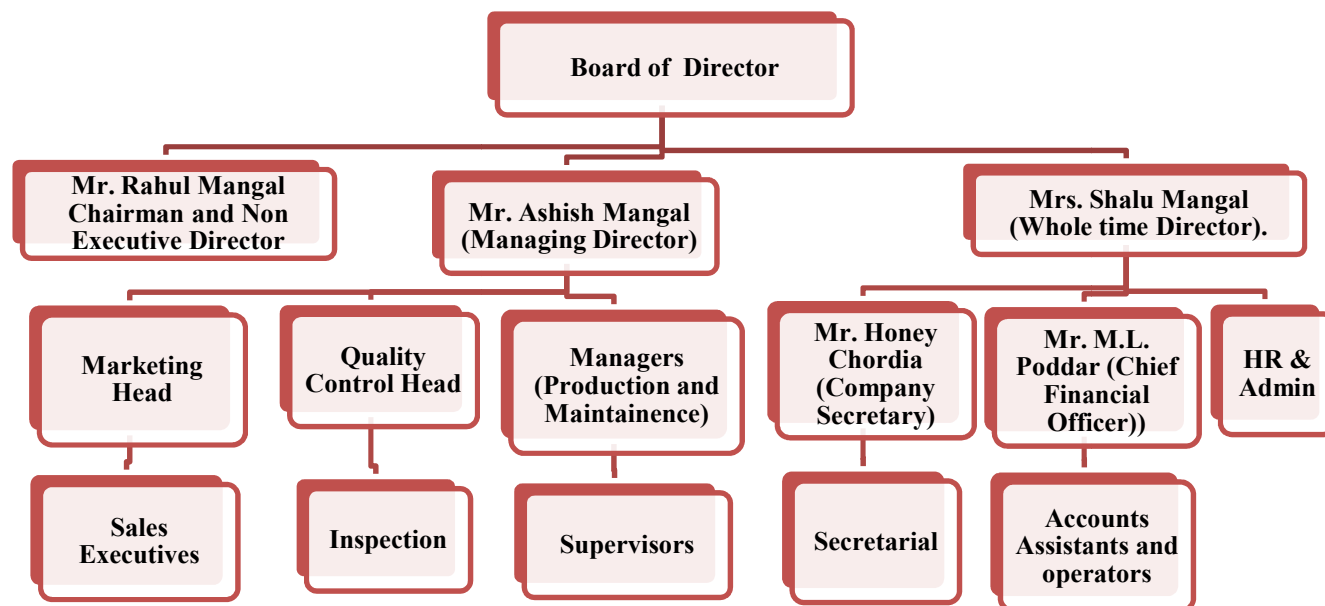 Board of Director
Mr. Rahul Mangal
Chairman and Non
Executive Director
Mr. Ashish Mangal
(Managing Director)
Mrs. Shalu Mangal
(Whole time Director).
Marketing
Head
Quality
Control Head
Managers
(Production and
Maintainence)
Mr. Honey
Chordia
(Company
Secretary)
Mr. M.L.
Poddar (Chief
Financial
Officer))
HR &
Admin
Sales
Executives
Inspection
Supervisors
Secretarial
Accounts
Assistants and
operators